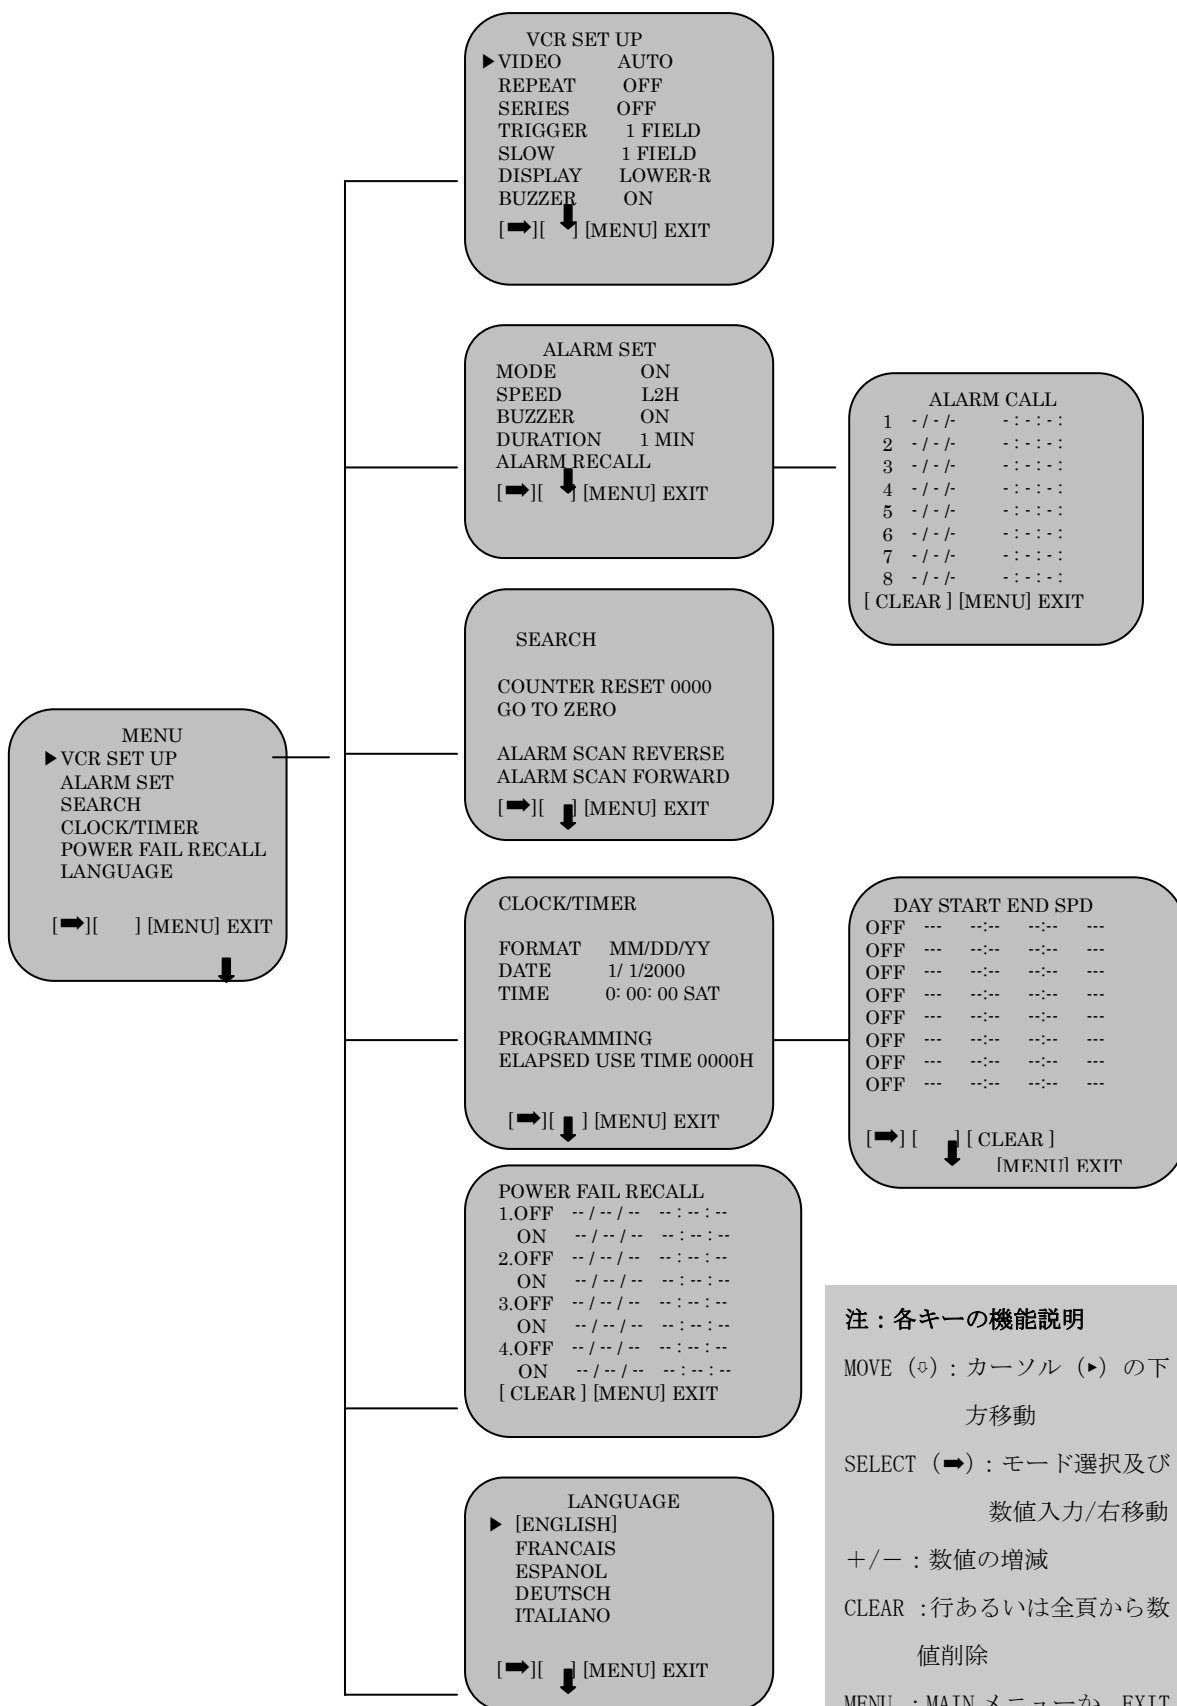 VCR SET UP
▶VIDEO AUTO
REPEAT OFF
SERIES OFF
TRIGGER 1 FIELD
SLOW 1 FIELD
DISPLAY LOWER-R
BUZZER ON
[➡][⬇] [MENU] EXIT
ALARM SET
MODE ON
SPEED L2H
BUZZER ON
DURATION 1 MIN
ALARM RECALL
[➡][⬇] [MENU] EXIT
ALARM CALL
1 - / - /- - : - : - :
2 - / - /- - : - : - :
3 - / - /- - : - : - :
4 - / - /- - : - : - :
5 - / - /- - : - : - :
6 - / - /- - : - : - :
7 - / - /- - : - : - :
8 - / - /- - : - : - :
[ CLEAR ] [MENU] EXIT
SEARCH
COUNTER RESET 0000
GO TO ZERO
ALARM SCAN REVERSE
ALARM SCAN FORWARD
[➡][⬇] [MENU] EXIT
MENU
▶VCR SET UP
ALARM SET
SEARCH
CLOCK/TIMER
POWER FAIL RECALL
LANGUAGE
[➡][ ] [MENU] EXIT
⬇
CLOCK/TIMER
FORMAT MM/DD/YY
DATE 1/ 1/2000
TIME 0: 00: 00 SAT
PROGRAMMING
ELAPSED USE TIME 0000H
[➡][⬇] [MENU] EXIT
DAY START END SPD
OFF --- --:-- --:-- ---
OFF --- --:-- --:-- ---
OFF --- --:-- --:-- ---
OFF --- --:-- --:-- ---
OFF --- --:-- --:-- ---
OFF --- --:-- --:-- ---
OFF --- --:-- --:-- ---
OFF --- --:-- --:-- ---
[➡] [⬇] [ CLEAR ]
[MENU] EXIT
POWER FAIL RECALL
1.OFF -- / -- / -- -- : -- : --
ON -- / -- / -- -- : -- : --
2.OFF -- / -- / -- -- : -- : --
ON -- / -- / -- -- : -- : --
3.OFF -- / -- / -- -- : -- : --
ON -- / -- / -- -- : -- : --
4.OFF -- / -- / -- -- : -- : --
ON -- / -- / -- -- : -- : --
[ CLEAR ] [MENU] EXIT
LANGUAGE
▶ [ENGLISH]
FRANCAIS
ESPANOL
DEUTSCH
ITALIANO
[➡][⬇] [MENU] EXIT
注：各キーの機能説明
MOVE（⇩）：カーソル（▶）の下
方移動
SELECT（➡）：モード選択及び
数値入力/右移動
＋/－：数値の増減
CLEAR ：行あるいは全頁から数
値削除
MENU ：MAIN メニューか、EXIT